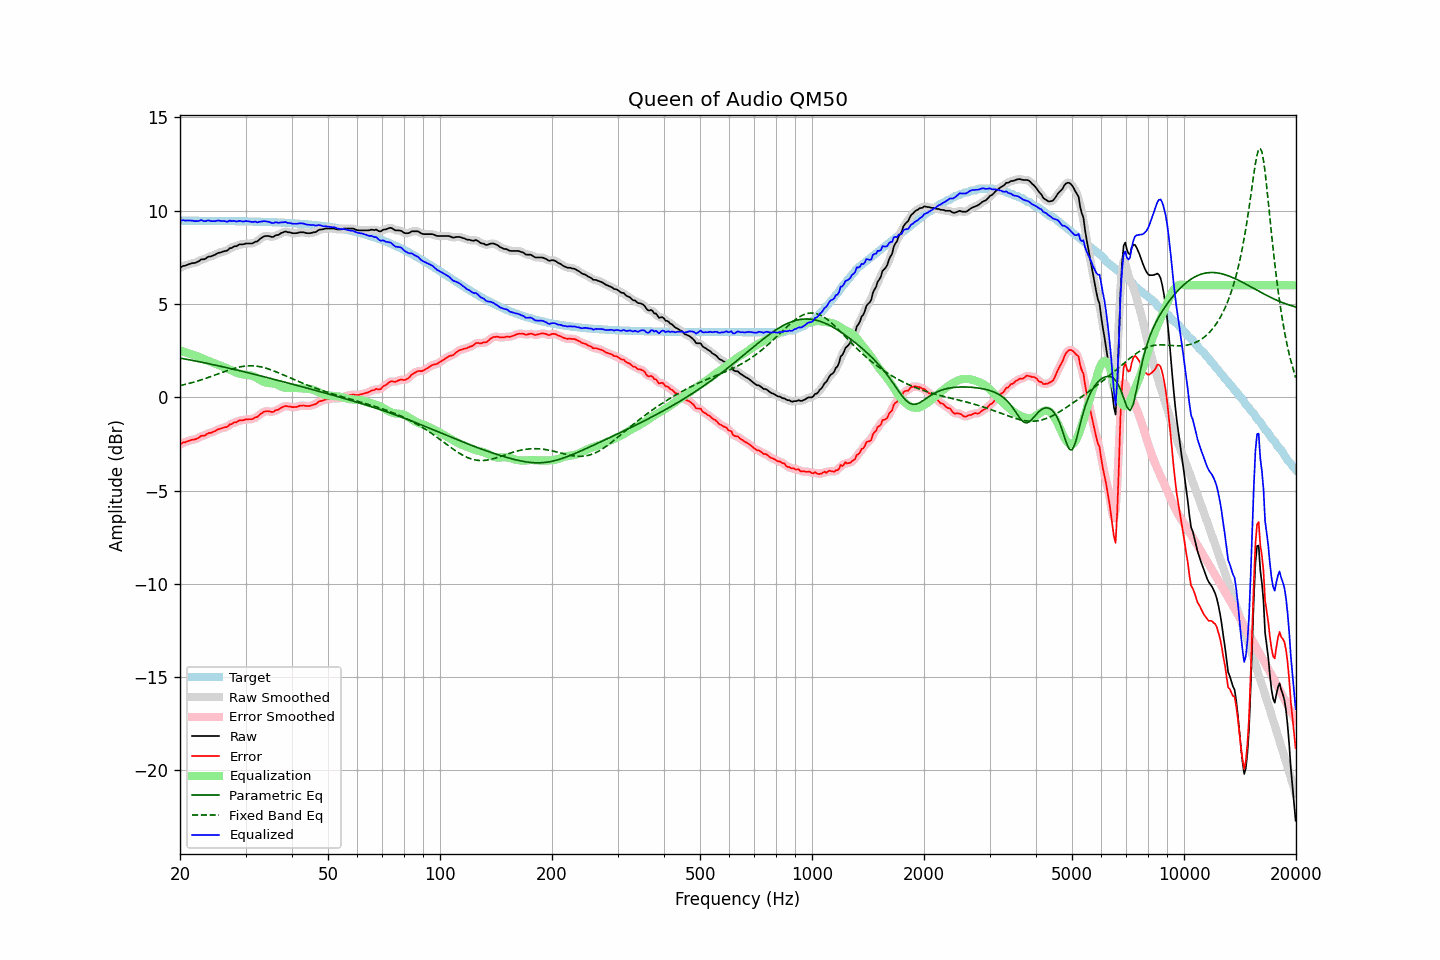 Queen of Audio QM50
15
10
5
0
−5
−10
−15
−20
Amplitude (dBr)
Target
Raw Smoothed
Error Smoothed
Raw
Error
Equalization
Parametric Eq
Fixed Band Eq
Equalized
20 50 100 200 500 1000 2000 5000 10000 20000
Frequency (Hz)